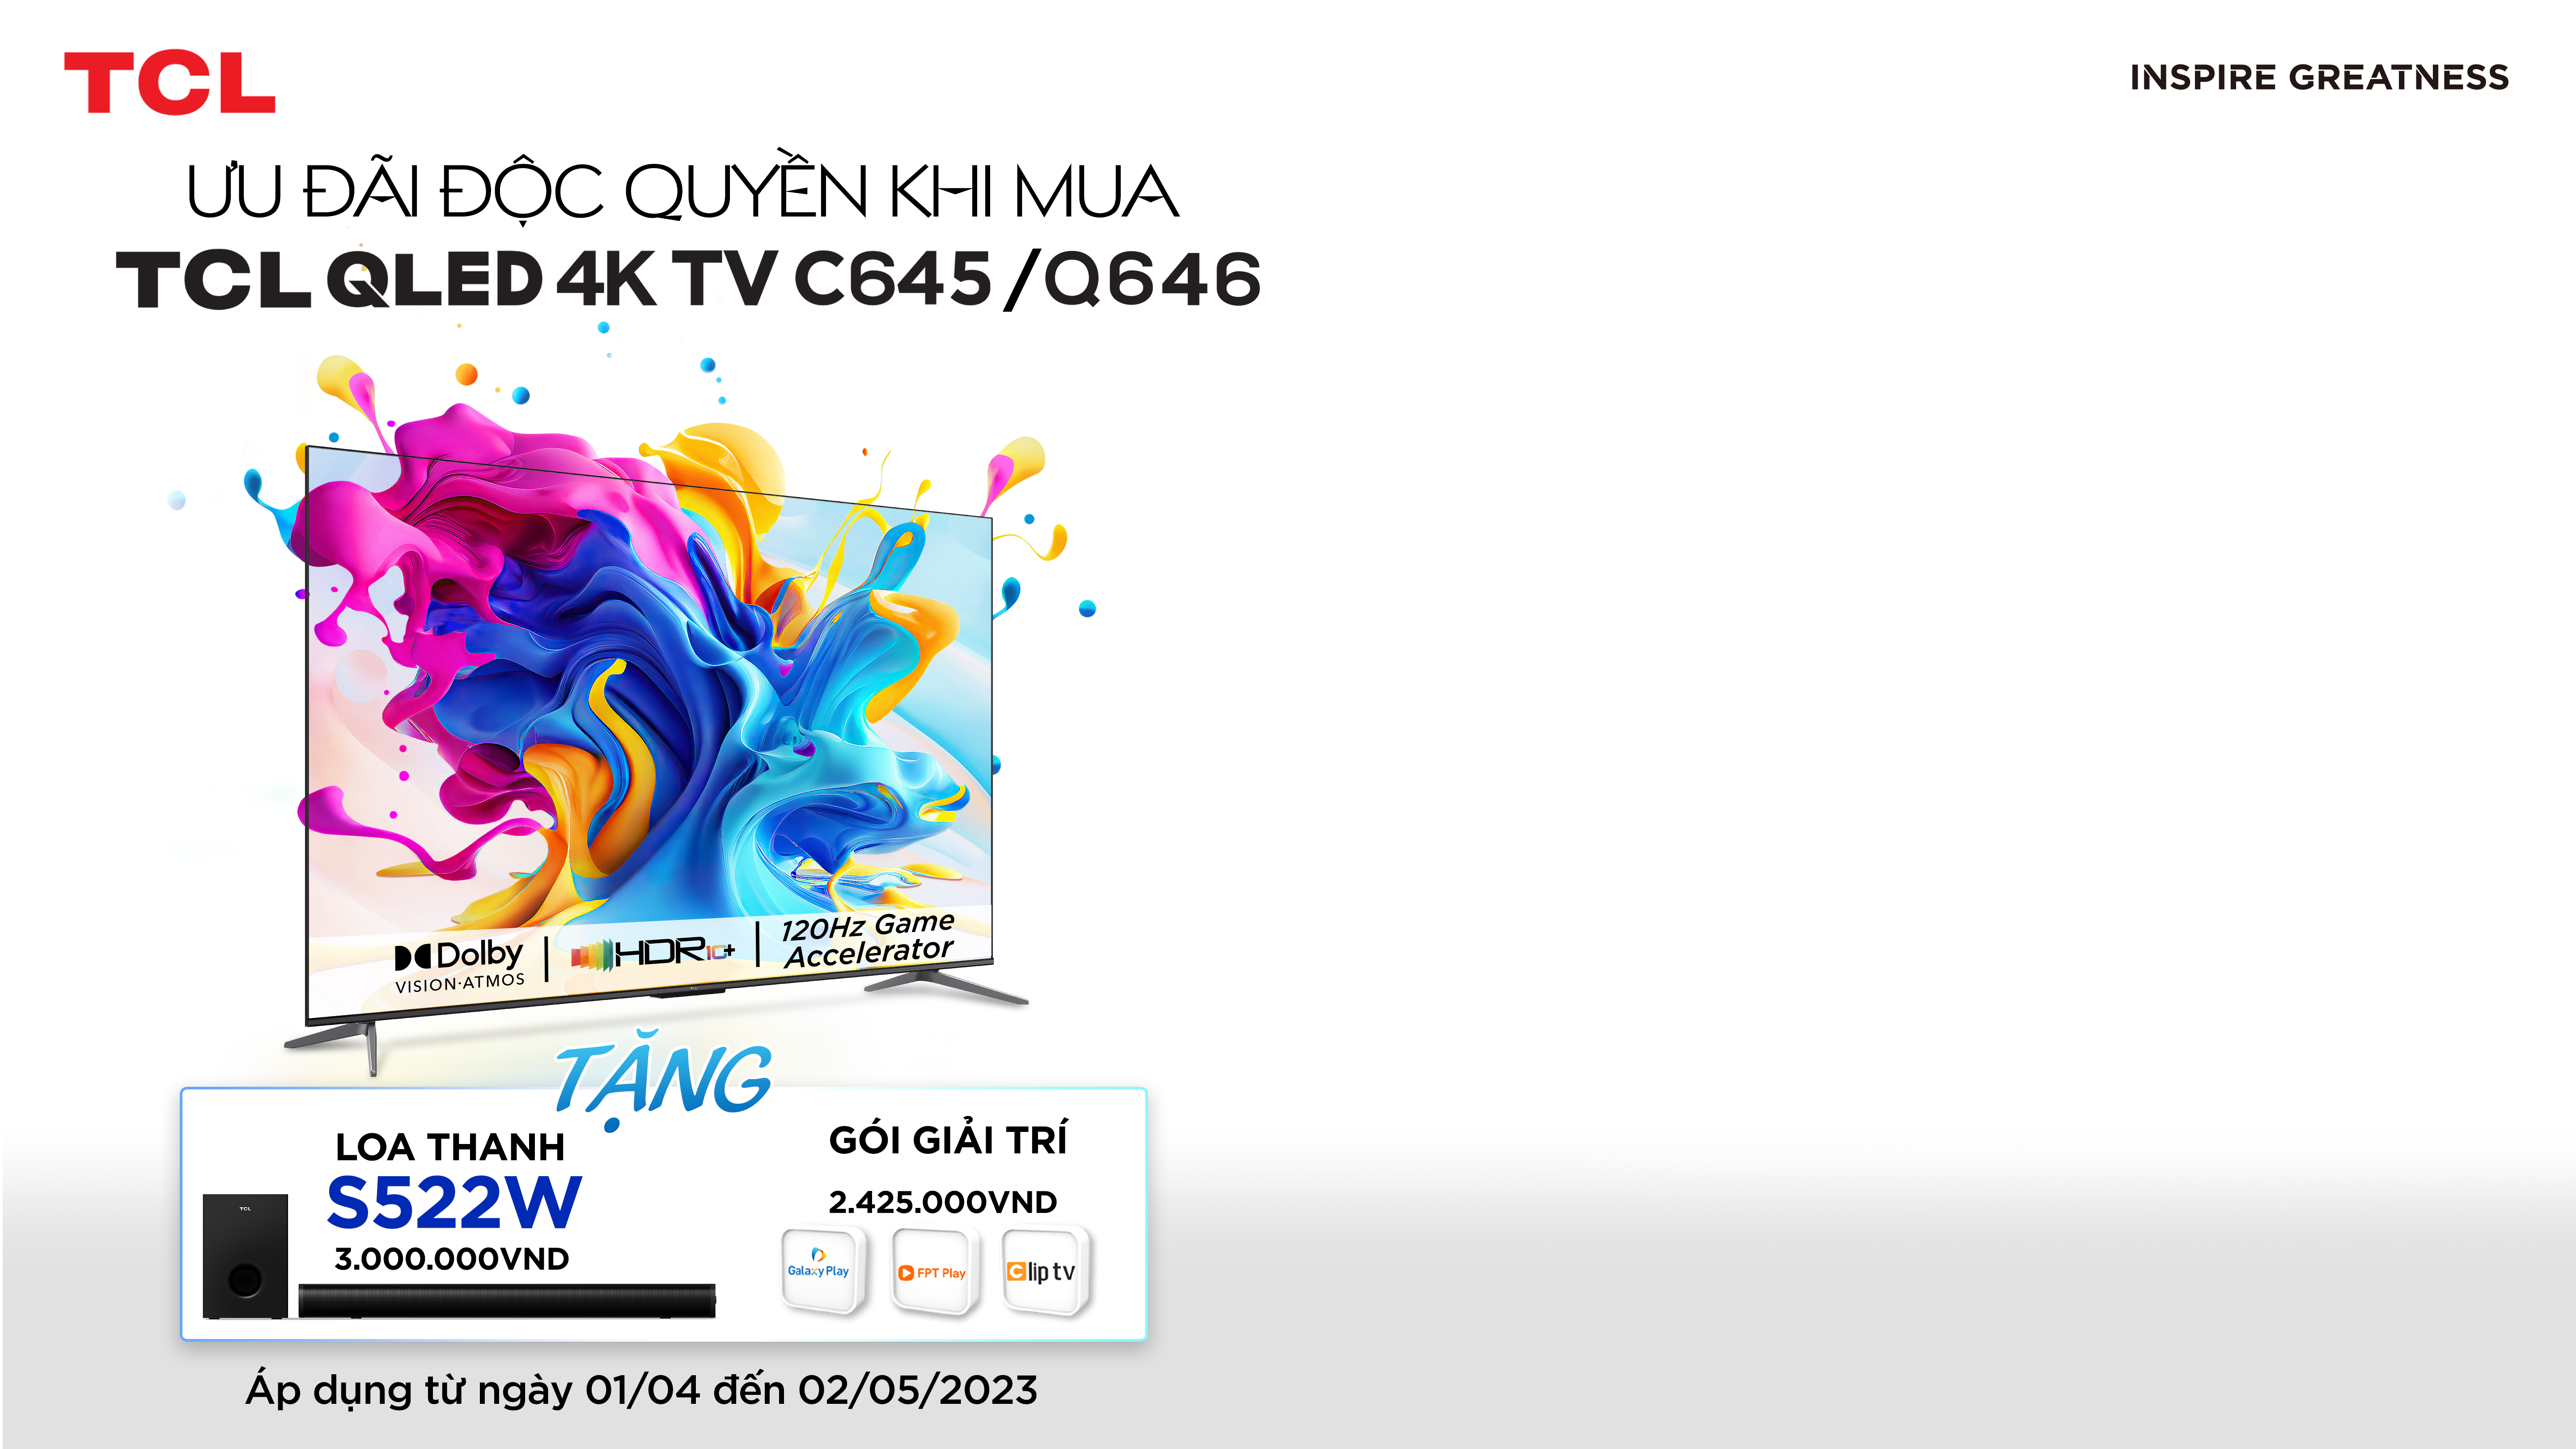 TCL
INSPIRE GREATNESS
ƯU ĐÃI ĐỘC QUYỀN KHI MUA
TCL QLED 4K TV C645/Q646
Dolby
VISION·ATMOS
HDR10+
120Hz Game
Accelerator
TCL
TẶNG
LOA THANH
S522W
3.000.000VND
TCL
GÓI GIẢI TRÍ
2.425.000VND
Galaxy Play
FPT Play
Clip tv
Áp dụng từ ngày 01/04 đến 02/05/2023